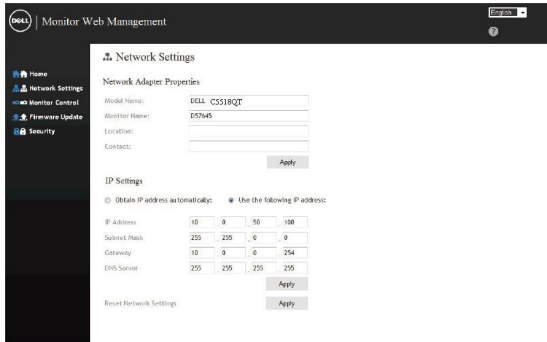 DELL | Monitor Web Management
English
?
Home
Network Settings
Monitor Control
Firmware Update
Security
Network Settings
Network Adapter Properties
Model Name: DELL C5518QT
Monitor Name: D57645
Location:
Contact:
Apply
IP Settings
Obtain IP address automatically: Use the following IP address:
IP Address 10 . 0 . 50 . 100
Subnet Mask 255 . 255 . 0 . 0
Gateway 10 . 0 . 0 . 254
DNS Server 255 . 255 . 255 . 255
Apply
Reset Network Settings Apply